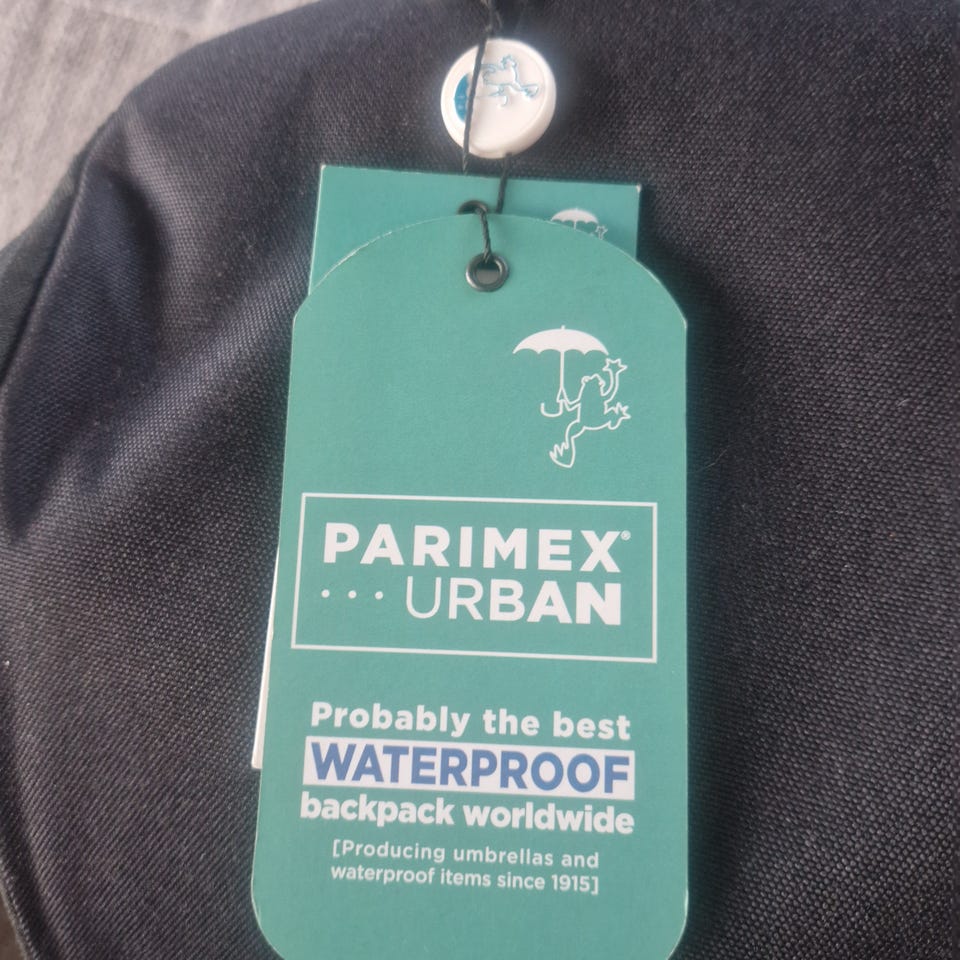 PARIMEX®
... URBAN
Probably the best
WATERPROOF
backpack worldwide
[Producing umbrellas and
waterproof items since 1915]